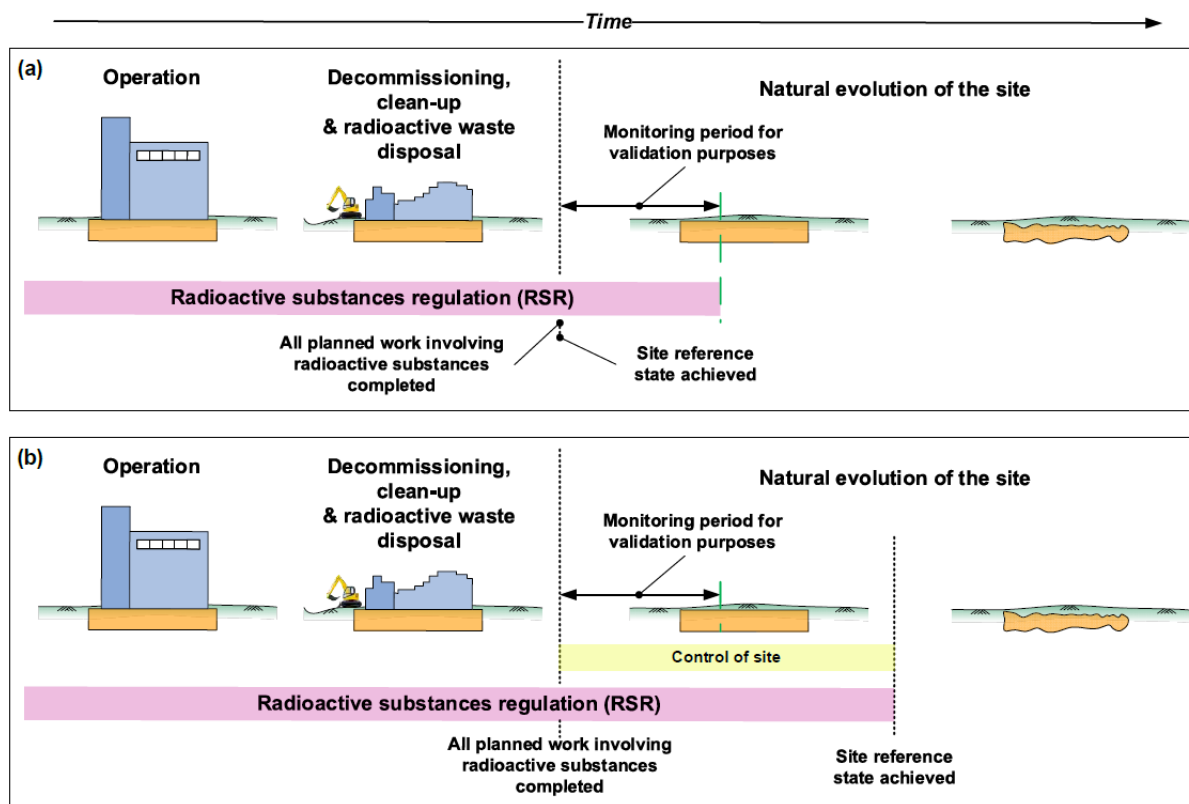 Time
(a)
Operation
Decommissioning,
clean-up
& radioactive waste
disposal
Natural evolution of the site
Monitoring period for
validation purposes
Radioactive substances regulation (RSR)
All planned work involving
radioactive substances
completed
Site reference
state achieved
(b)
Operation
Decommissioning,
clean-up
& radioactive waste
disposal
Natural evolution of the site
Monitoring period for
validation purposes
Control of site
Radioactive substances regulation (RSR)
All planned work involving
radioactive substances
completed
Site reference
state achieved